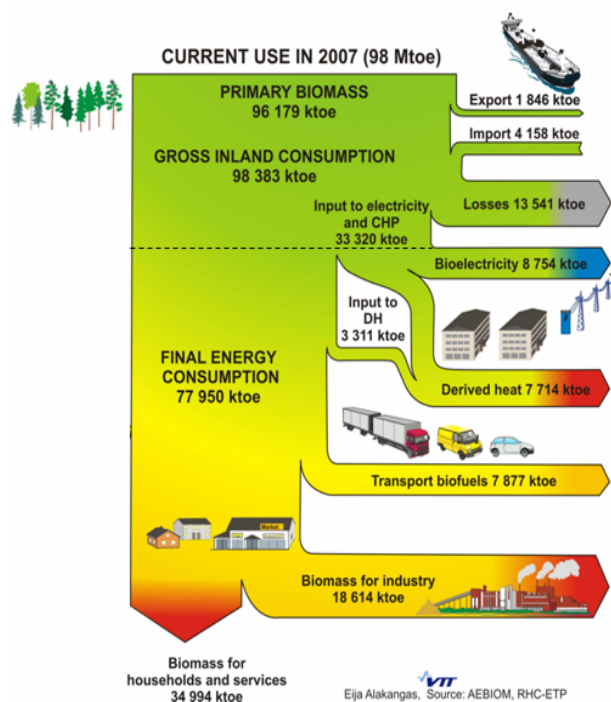 CURRENT USE IN 2007 (98 Mtoe)
PRIMARY BIOMASS
96 179 ktoe
Export 1 846 ktoe
Import 4 158 ktoe
GROSS INLAND CONSUMPTION
98 383 ktoe
Losses 13 541 ktoe
Input to electricity
and CHP
33 320 ktoe
Bioelectricity 8 754 ktoe
Input to
DH
3 311 ktoe
FINAL ENERGY
CONSUMPTION
77 950 ktoe
Derived heat 7 714 ktoe
Transport biofuels 7 877 ktoe
Market
Biomass for industry
18 614 ktoe
Biomass for
households and services
34 994 ktoe
VTT
Eija Alakangas, Source: AEBIOM, RHC-ETP